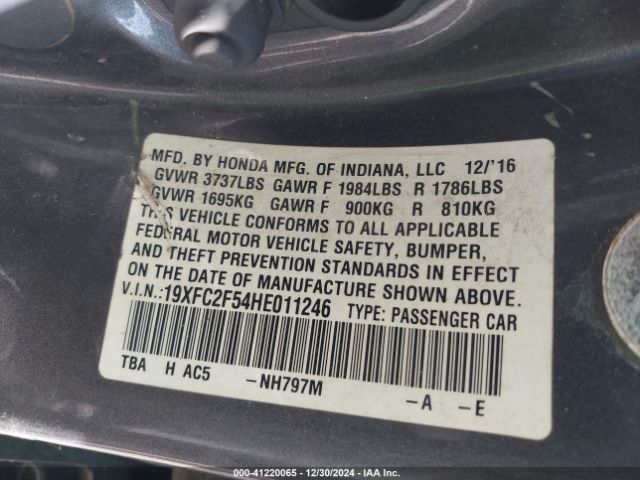 MFD. BY HONDA MFG. OF INDIANA, LLC 12/'16
GVWR 3737LBS GAWR F 1984LBS R 1786LBS
GVWR 1695KG GAWR F 900KG R 810KG
THIS VEHICLE CONFORMS TO ALL APPLICABLE
FEDERAL MOTOR VEHICLE SAFETY, BUMPER,
AND THEFT PREVENTION STANDARDS IN EFFECT
ON THE DATE OF MANUFACTURE SHOWN ABOVE.
V.I.N.:19XFC2F54HE011246 TYPE: PASSENGER CAR
TBA H AC5 -NH797M -A -E
000-41220065 - 12/30/2024 - IAA Inc.